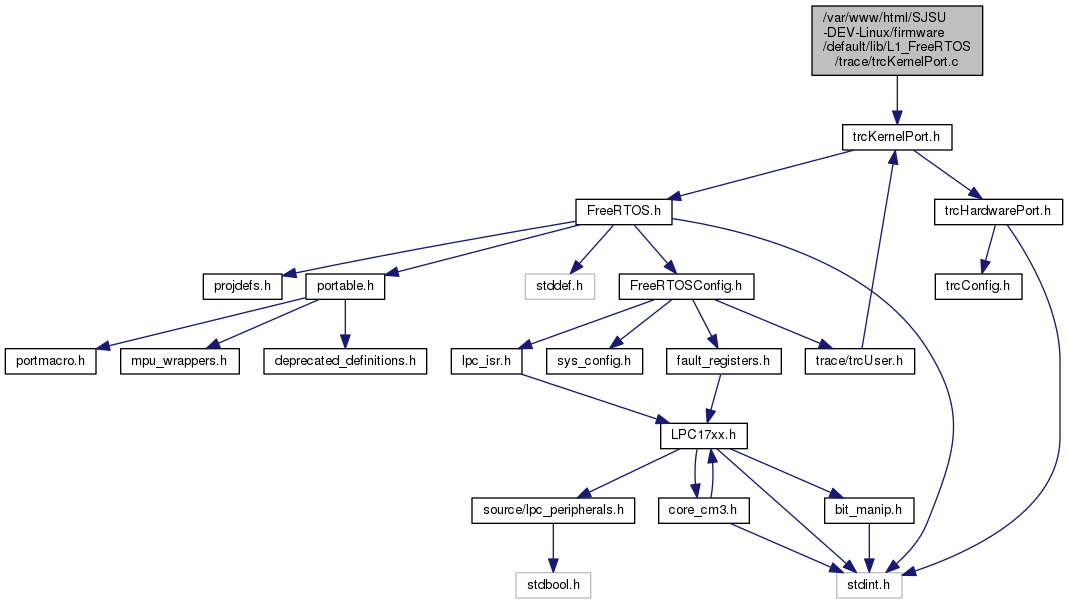 /var/www/html/SJSU
-DEV-Linux/firmware
/default/lib/L1_FreeRTOS
/trace/trcKernelPort.c
trcKernelPort.h
FreeRTOS.h
trcHardwarePort.h
projdefs.h
portable.h
stddef.h
FreeRTOSConfig.h
trcConfig.h
portmacro.h
mpu_wrappers.h
deprecated_definitions.h
lpc_isr.h
sys_config.h
fault_registers.h
trace/trcUser.h
LPC17xx.h
source/lpc_peripherals.h
core_cm3.h
bit_manip.h
stdbool.h
stdint.h